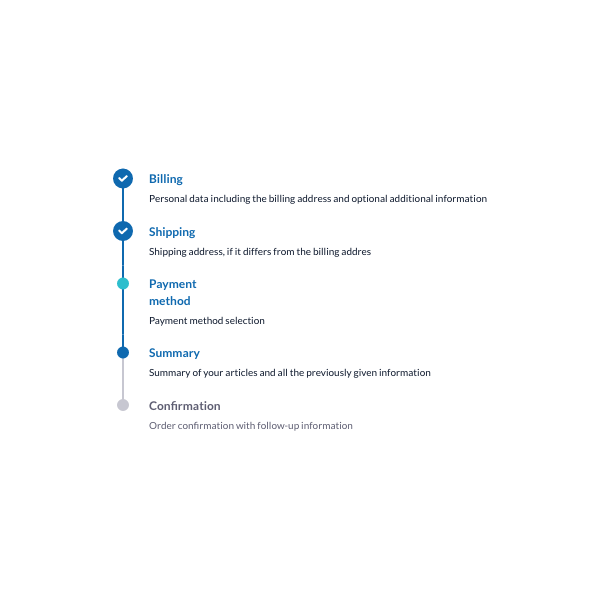 Billing
Personal data including the billing address and optional additional information
Shipping
Shipping address, if it differs from the billing addres
Payment
method
Payment method selection
Summary
Summary of your articles and all the previously given information
Confirmation
Order confirmation with follow-up information